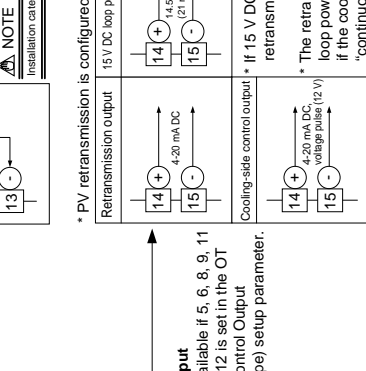 13 -
NOTE
Installation cate
* PV retransmission is configured
Retransmission output
15 V DC loop p
14 +
4-20 mA DC
15 -
14 +
14.5
15 -
(21 m
put
ailable if 5, 6, 8, 9, 11
12 is set in the OT
ontrol Output
pe) setup parameter.
Cooling-side control output
14 +
4-20 mA DC,
voltage pulse (12 V)
15 -
* If 15 V DC
retransm
* The retra
loop pow
if the coo
"continuc